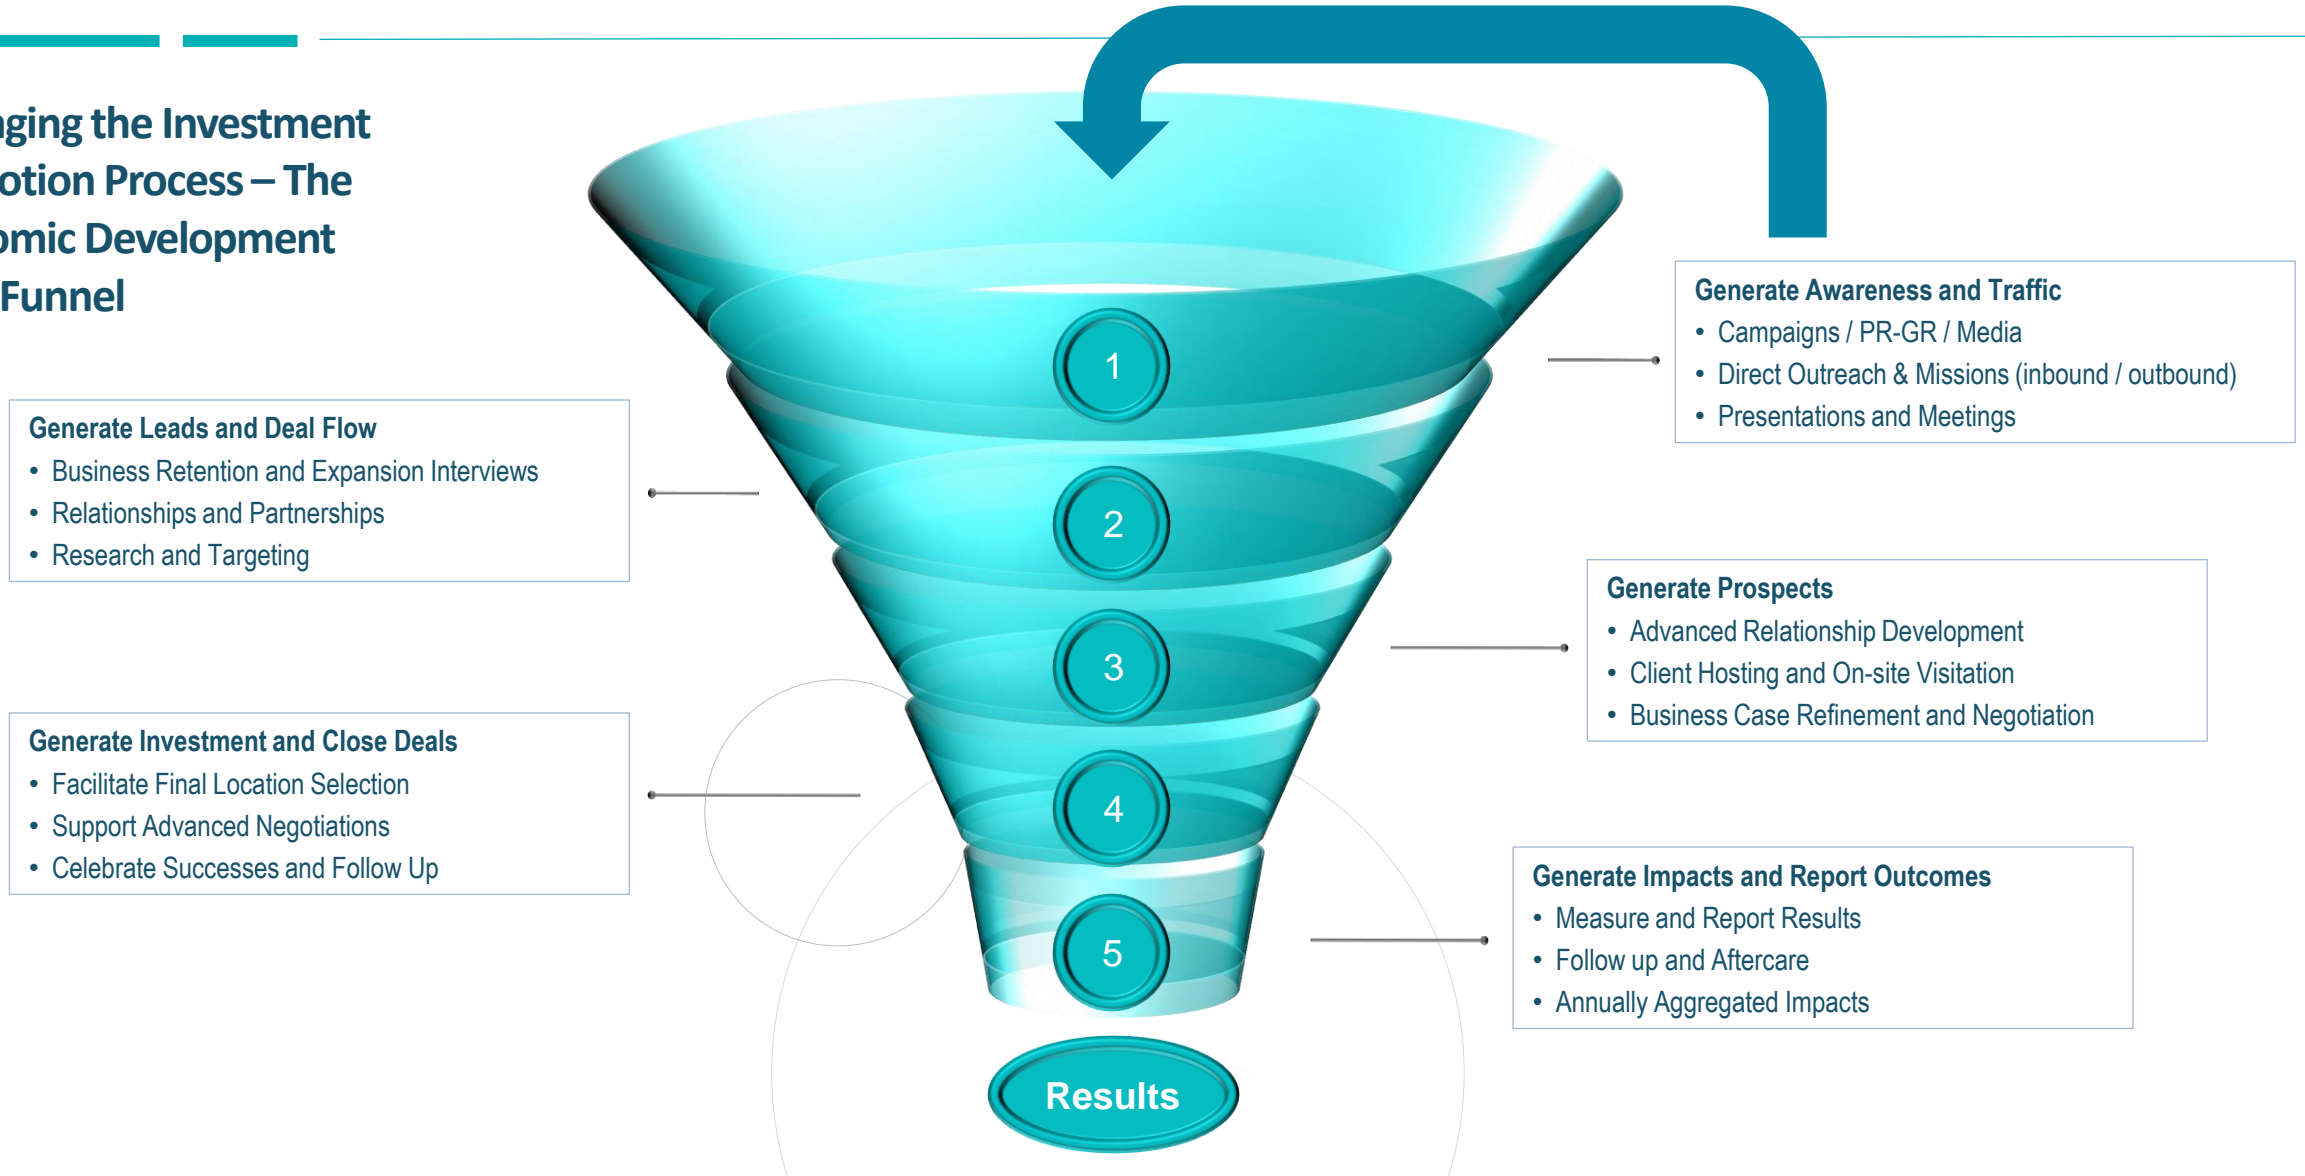 ging the Investment
otion Process – The
omic Development
Funnel
1
Generate Awareness and Traffic
• Campaigns / PR-GR / Media
• Direct Outreach & Missions (inbound / outbound)
• Presentations and Meetings
2
Generate Leads and Deal Flow
• Business Retention and Expansion Interviews
• Relationships and Partnerships
• Research and Targeting
3
Generate Prospects
• Advanced Relationship Development
• Client Hosting and On-site Visitation
• Business Case Refinement and Negotiation
4
Generate Investment and Close Deals
• Facilitate Final Location Selection
• Support Advanced Negotiations
• Celebrate Successes and Follow Up
5
Generate Impacts and Report Outcomes
• Measure and Report Results
• Follow up and Aftercare
• Annually Aggregated Impacts
Results